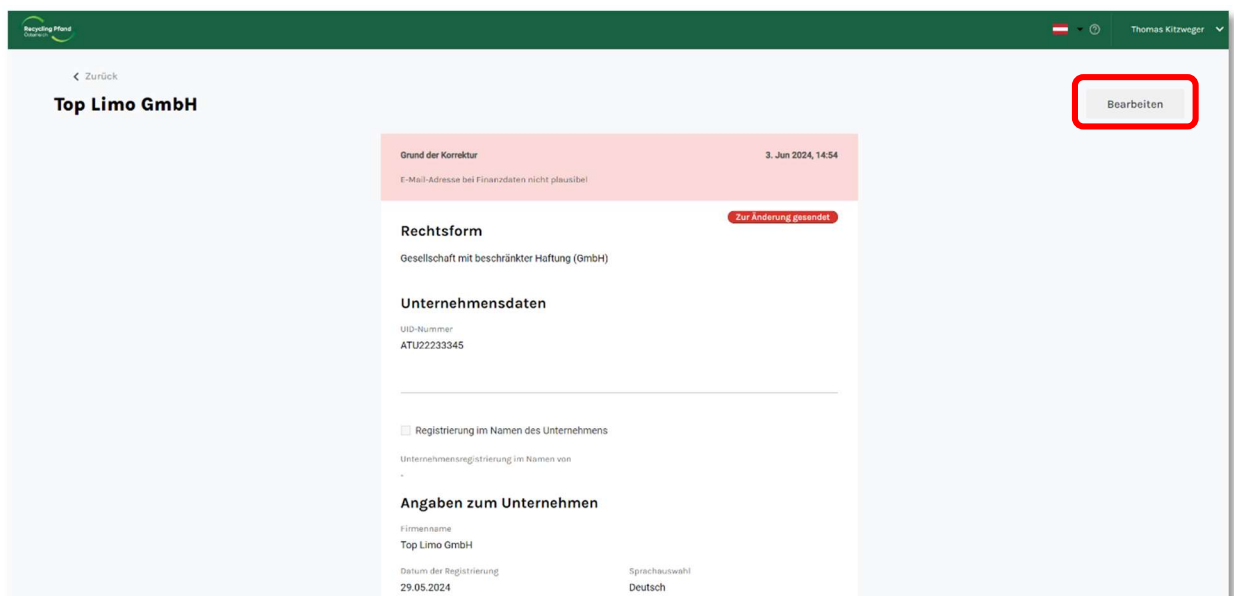 Recycling Pfand
Österreich
Thomas Kitzweger
Zurück
Top Limo GmbH
Bearbeiten
Grund der Korrektur 3. Jun 2024, 14:54
E-Mail-Adresse bei Finanzdaten nicht plausibel
Zur Änderung gesendet
Rechtsform
Gesellschaft mit beschränkter Haftung (GmbH)
Unternehmensdaten
UID-Nummer
ATU22233345
Registrierung im Namen des Unternehmens
Unternehmensregistrierung im Namen von
-
Angaben zum Unternehmen
Firmenname
Top Limo GmbH
Datum der Registrierung Sprachauswahl
29.05.2024 Deutsch